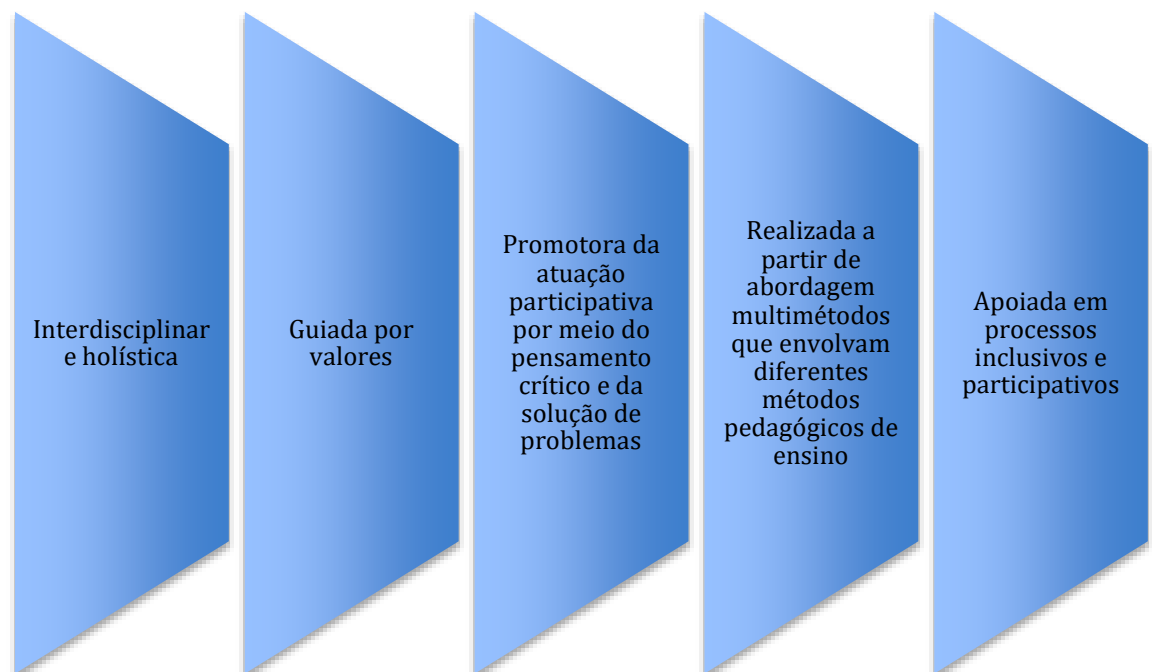 Interdisciplinar
e holística
Guiada por
valores
Promotora da
atuação
participativa
por meio do
pensamento
crítico e da
solução de
problemas
Realizada a
partir de
abordagem
multimétodos
que envolvam
diferentes
métodos
pedagógicos de
ensino
Apoiada em
processos
inclusivos e
participativos